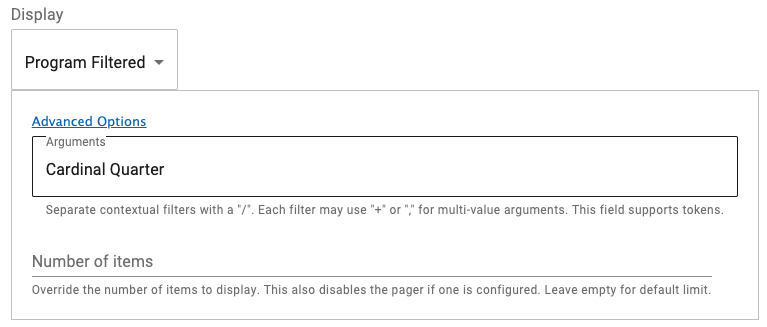 Display
Program Filtered
Advanced Options
Arguments
Cardinal Quarter
Separate contextual filters with a "/". Each filter may use "+" or "," for multi-value arguments. This field supports tokens.
Number of items
Override the number of items to display. This also disables the pager if one is configured. Leave empty for default limit.